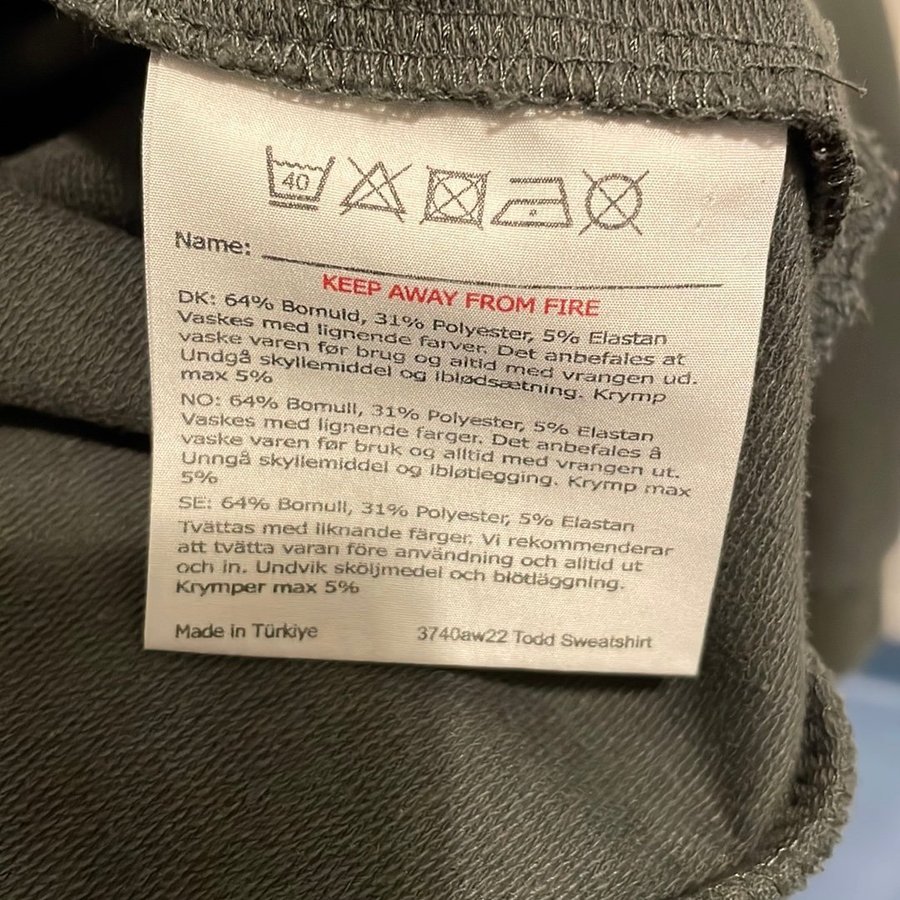 40
Name:
KEEP AWAY FROM FIRE
DK: 64% Bomuld, 31% Polyester, 5% Elastan
Vaskes med lignende farver. Det anbefales at
vaske varen før brug og altid med vrangen ud.
Undgå skyllemiddel og iblødsætning. Krymp
max 5%
NO: 64% Bomull, 31% Polyester, 5% Elastan
Vaskes med lignende farger. Det anbefales å
vaske varen før bruk og alltid med vrangen ut.
Unngå skyllemiddel og ibløtlegging. Krymp max
5%
SE: 64% Bomull, 31% Polyester, 5% Elastan
Tvättas med liknande färger. Vi rekommenderar
att tvätta varan före användning och alltid ut
och in. Undvik sköljmedel och blötläggning.
Krymper max 5%
Made in Türkiye 3740aw22 Todd Sweatshirt